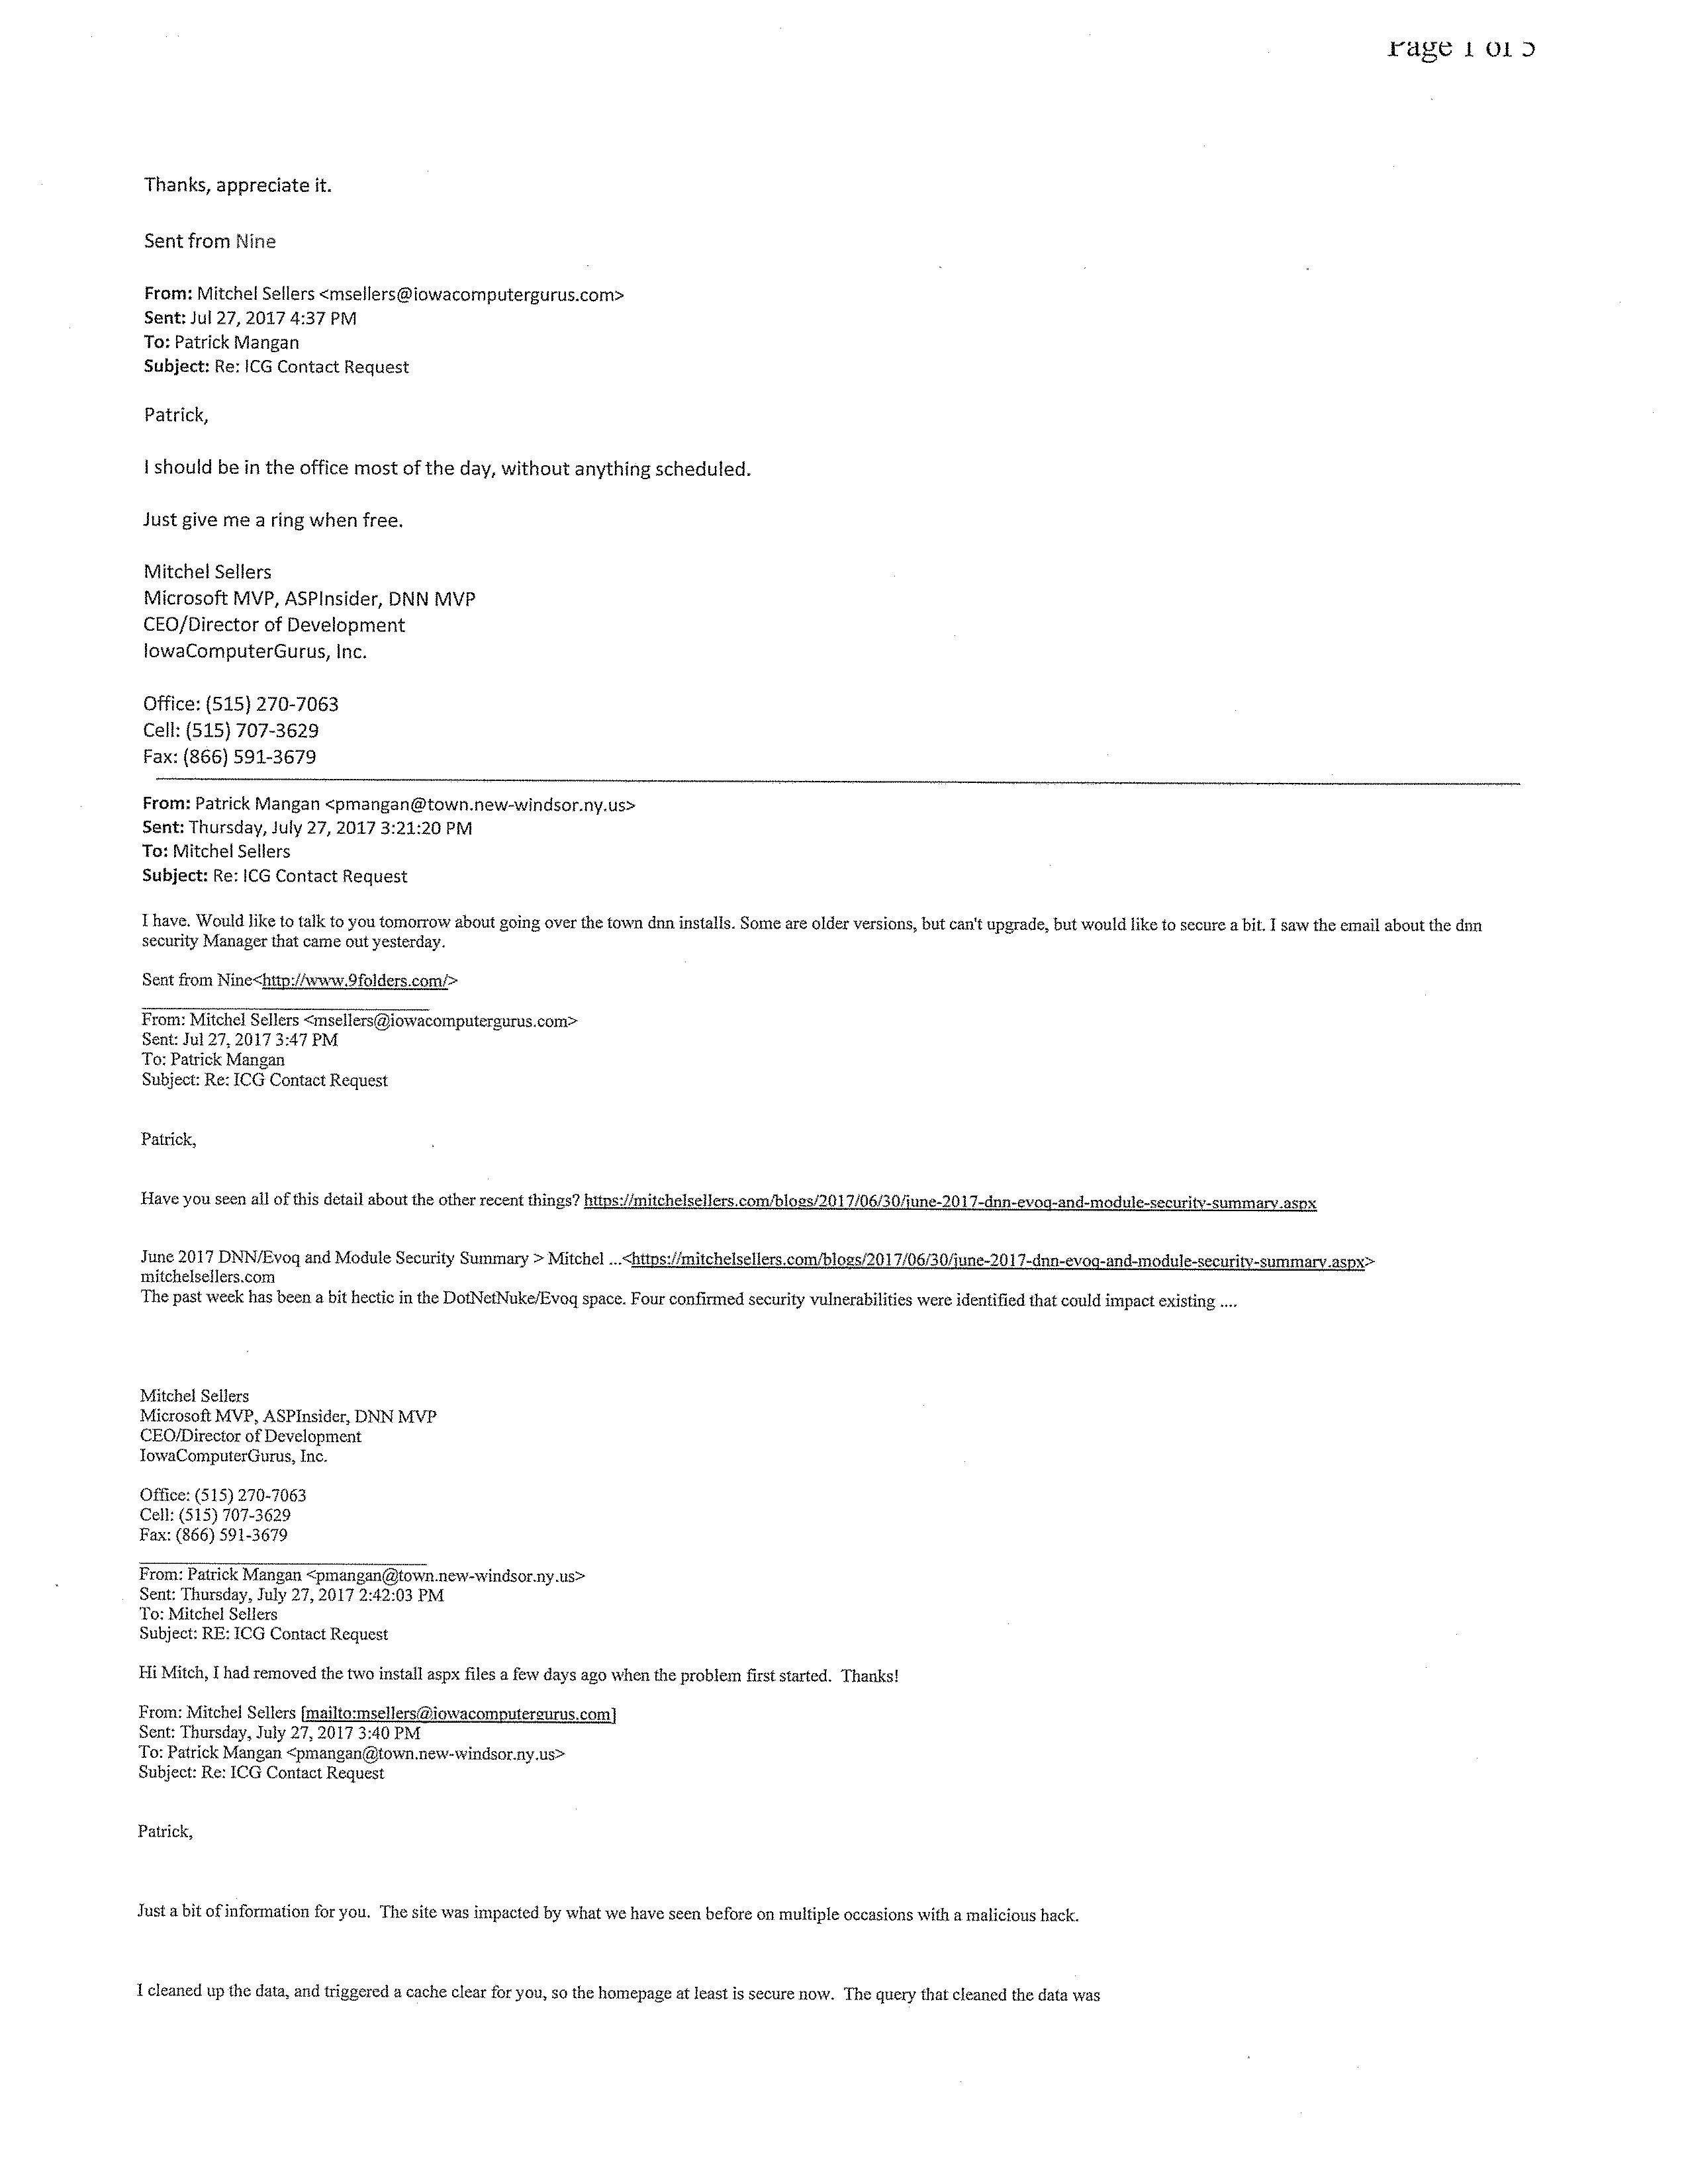 Page 1 of 5
Thanks, appreciate it.
Sent from Nine
From: Mitchel Sellers <msellers@iowacomputergurus.com>
Sent: Jul 27, 2017 4:37 PM
To: Patrick Mangan
Subject: Re: ICG Contact Request
Patrick,
I should be in the office most of the day, without anything scheduled.
Just give me a ring when free.
Mitchel Sellers
Microsoft MVP, ASPInsider, DNN MVP
CEO/Director of Development
IowaComputerGurus, Inc.
Office: (515) 270-7063
Cell: (515) 707-3629
Fax: (866) 591-3679
From: Patrick Mangan <pmangan@town.new-windsor.ny.us>
Sent: Thursday, July 27, 2017 3:21:20 PM
To: Mitchel Sellers
Subject: Re: ICG Contact Request
I have. Would like to talk to you tomorrow about going over the town dnn installs. Some are older versions, but can't upgrade, but would like to secure a bit. I saw the email about the dnn
security Manager that came out yesterday.
Sent from Nine<http://www.9folders.com/>
From: Mitchel Sellers <msellers@iowacomputergurus.com>
Sent: Jul 27, 2017 3:47 PM
To: Patrick Mangan
Subject: Re: ICG Contact Request
Patrick,
Have you seen all of this detail about the other recent things? https://mitchelsellers.com/blogs/2017/06/30/june-2017-dnn-evoq-and-module-security-summary.aspx
June 2017 DNN/Evoq and Module Security Summary > Mitchel ...<https://mitchelsellers.com/blogs/2017/06/30/june-2017-dnn-evoq-and-module-security-summary.aspx>
mitchelsellers.com
The past week has been a bit hectic in the DotNetNuke/Evoq space. Four confirmed security vulnerabilities were identified that could impact existing ....
Mitchel Sellers
Microsoft MVP, ASPInsider, DNN MVP
CEO/Director of Development
IowaComputerGurus, Inc.
Office: (515) 270-7063
Cell: (515) 707-3629
Fax: (866) 591-3679
From: Patrick Mangan <pmangan@town.new-windsor.ny.us>
Sent: Thursday, July 27, 2017 2:42:03 PM
To: Mitchel Sellers
Subject: RE: ICG Contact Request
Hi Mitch, I had removed the two install aspx files a few days ago when the problem first started.  Thanks!
From: Mitchel Sellers [mailto:msellers@iowacomputergurus.com]
Sent: Thursday, July 27, 2017 3:40 PM
To: Patrick Mangan <pmangan@town.new-windsor.ny.us>
Subject: Re: ICG Contact Request
Patrick,
Just a bit of information for you.  The site was impacted by what we have seen before on multiple occasions with a malicious hack.
I cleaned up the data, and triggered a cache clear for you, so the homepage at least is secure now.  The query that cleaned the data was